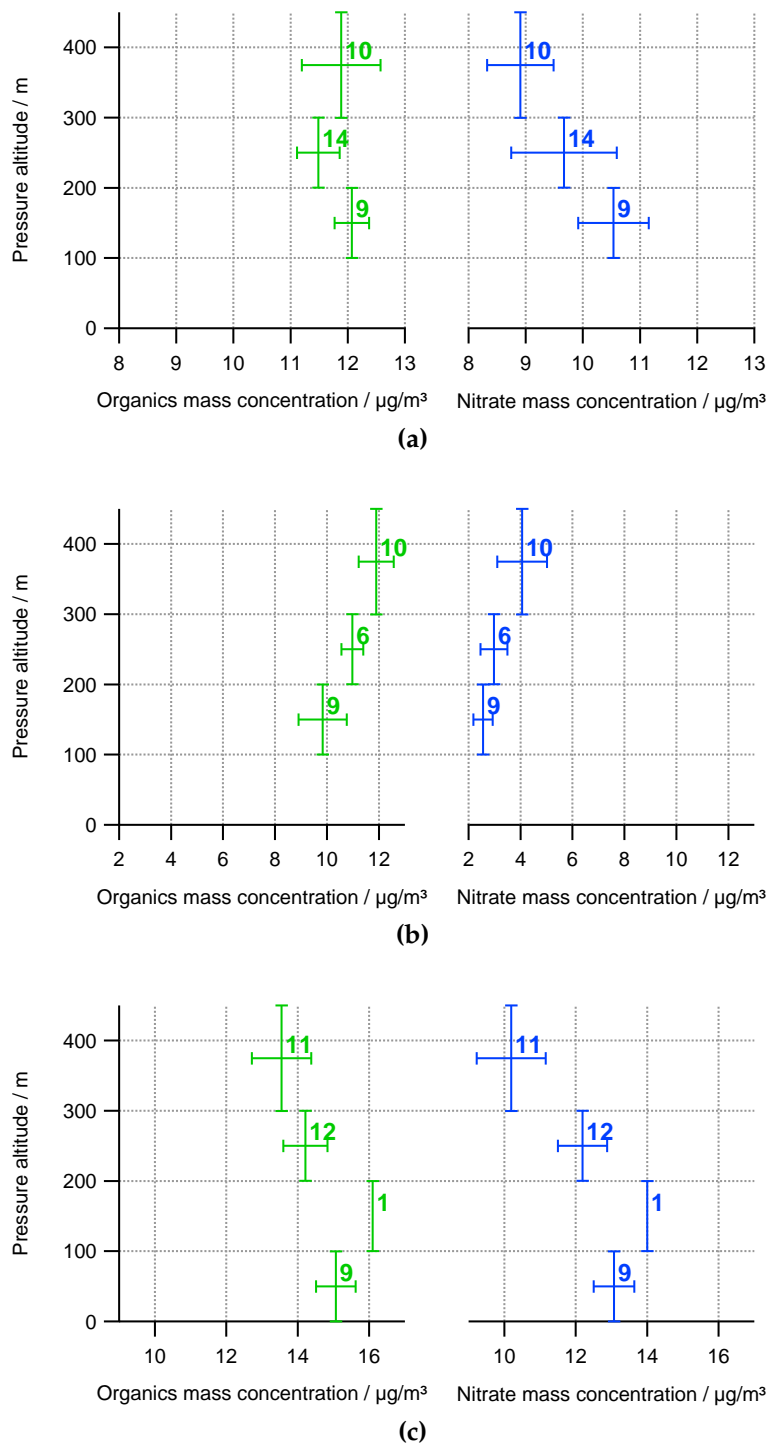 Pressure altitude / m
400
300
200
100
0
10
14
9
10
14
9
8 9 10 11 12 13
8 9 10 11 12 13
Organics mass concentration / µg/m³
Nitrate mass concentration / µg/m³
(a)
Pressure altitude / m
400
300
200
100
0
10
6
9
10
6
9
2 4 6 8 10 12
2 4 6 8 10 12
Organics mass concentration / µg/m³
Nitrate mass concentration / µg/m³
(b)
Pressure altitude / m
400
300
200
100
0
11
12
1
9
11
12
1
9
10 12 14 16
10 12 14 16
Organics mass concentration / µg/m³
Nitrate mass concentration / µg/m³
(c)